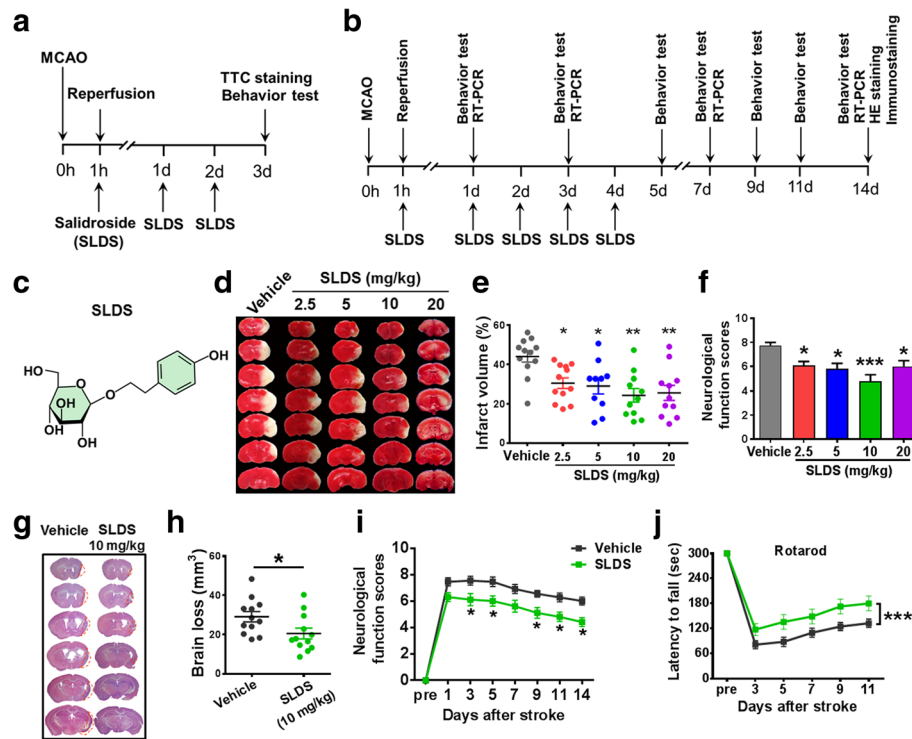 a
MCAO
Reperfusion
TTC staining
Behavior test
0h 1h 1d 2d 3d
Salidroside
(SLDS)
SLDS SLDS
b
MCAO
Reperfusion
Behavior test
RT-PCR
Behavior test
RT-PCR
Behavior test
Behavior test
RT-PCR
Behavior test
Behavior test
Behavior test
RT-PCR
HE staining
Immunostaining
0h 1h 1d 2d 3d 4d 5d 7d 9d 11d 14d
SLDS SLDS SLDS SLDS SLDS
c
SLDS
HO
O
OH
OH
OH
O
OH
d
Vehicle
SLDS (mg/kg)
2.5 5 10 20
e
Infarct volume (%)
60
40
20
0
* * ** **
Vehicle 2.5 5 10 20
SLDS (mg/kg)
f
Neurological
function scores
10
8
6
4
2
0
* * *** *
Vehicle 2.5 5 10 20
SLDS (mg/kg)
g
Vehicle SLDS
10 mg/kg
h
Brain loss (mm³)
60
40
20
0
*
Vehicle SLDS
(10 mg/kg)
i
Neurological
function scores
10
8
6
4
2
0
Vehicle
SLDS
* * * * *
pre 1 3 5 7 9 11 14
Days after stroke
j
Rotarod
Latency to fall (sec)
300
240
180
120
60
0
***
pre 3 5 7 9 11
Days after stroke